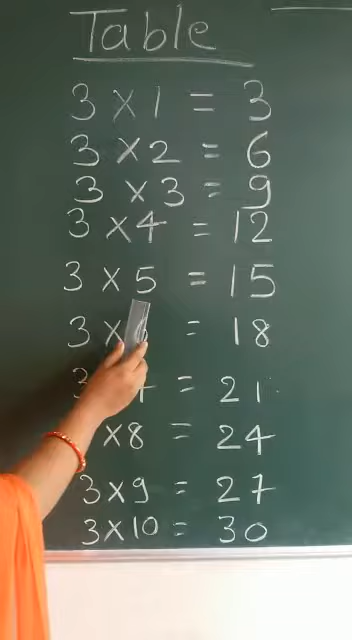 Table
3 × 1 = 3
3 × 2 = 6
3 × 3 = 9
3 × 4 = 12
3 × 5 = 15
3 × 6 = 18
3 = 21
× 8 = 24
3 × 9 = 27
3 × 10 = 30